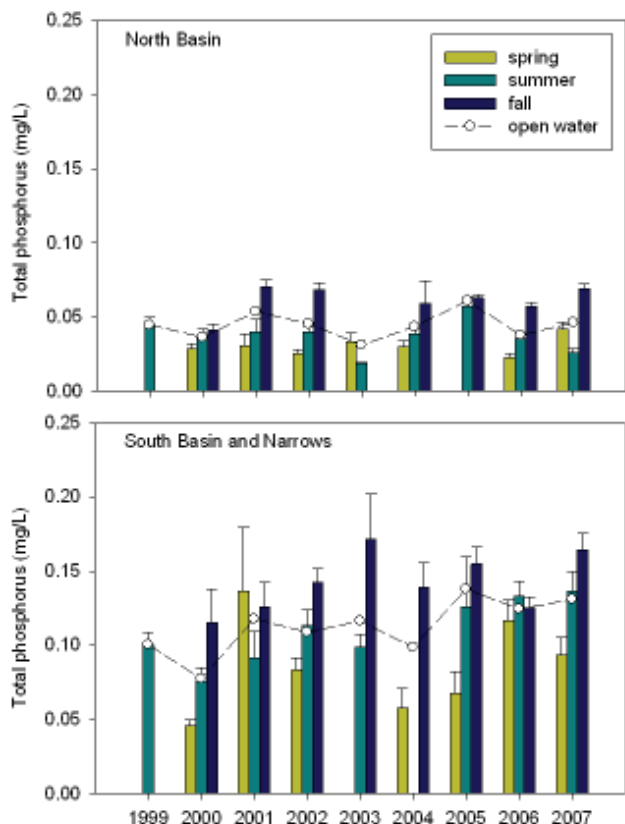 North Basin
spring
summer
fall
open water
Total phosphorus (mg/L)
0.25
0.20
0.15
0.10
0.05
0.00
South Basin and Narrows
Total phosphorus (mg/L)
0.25
0.20
0.15
0.10
0.05
0.00
1999 2000 2001 2002 2003 2004 2005 2006 2007